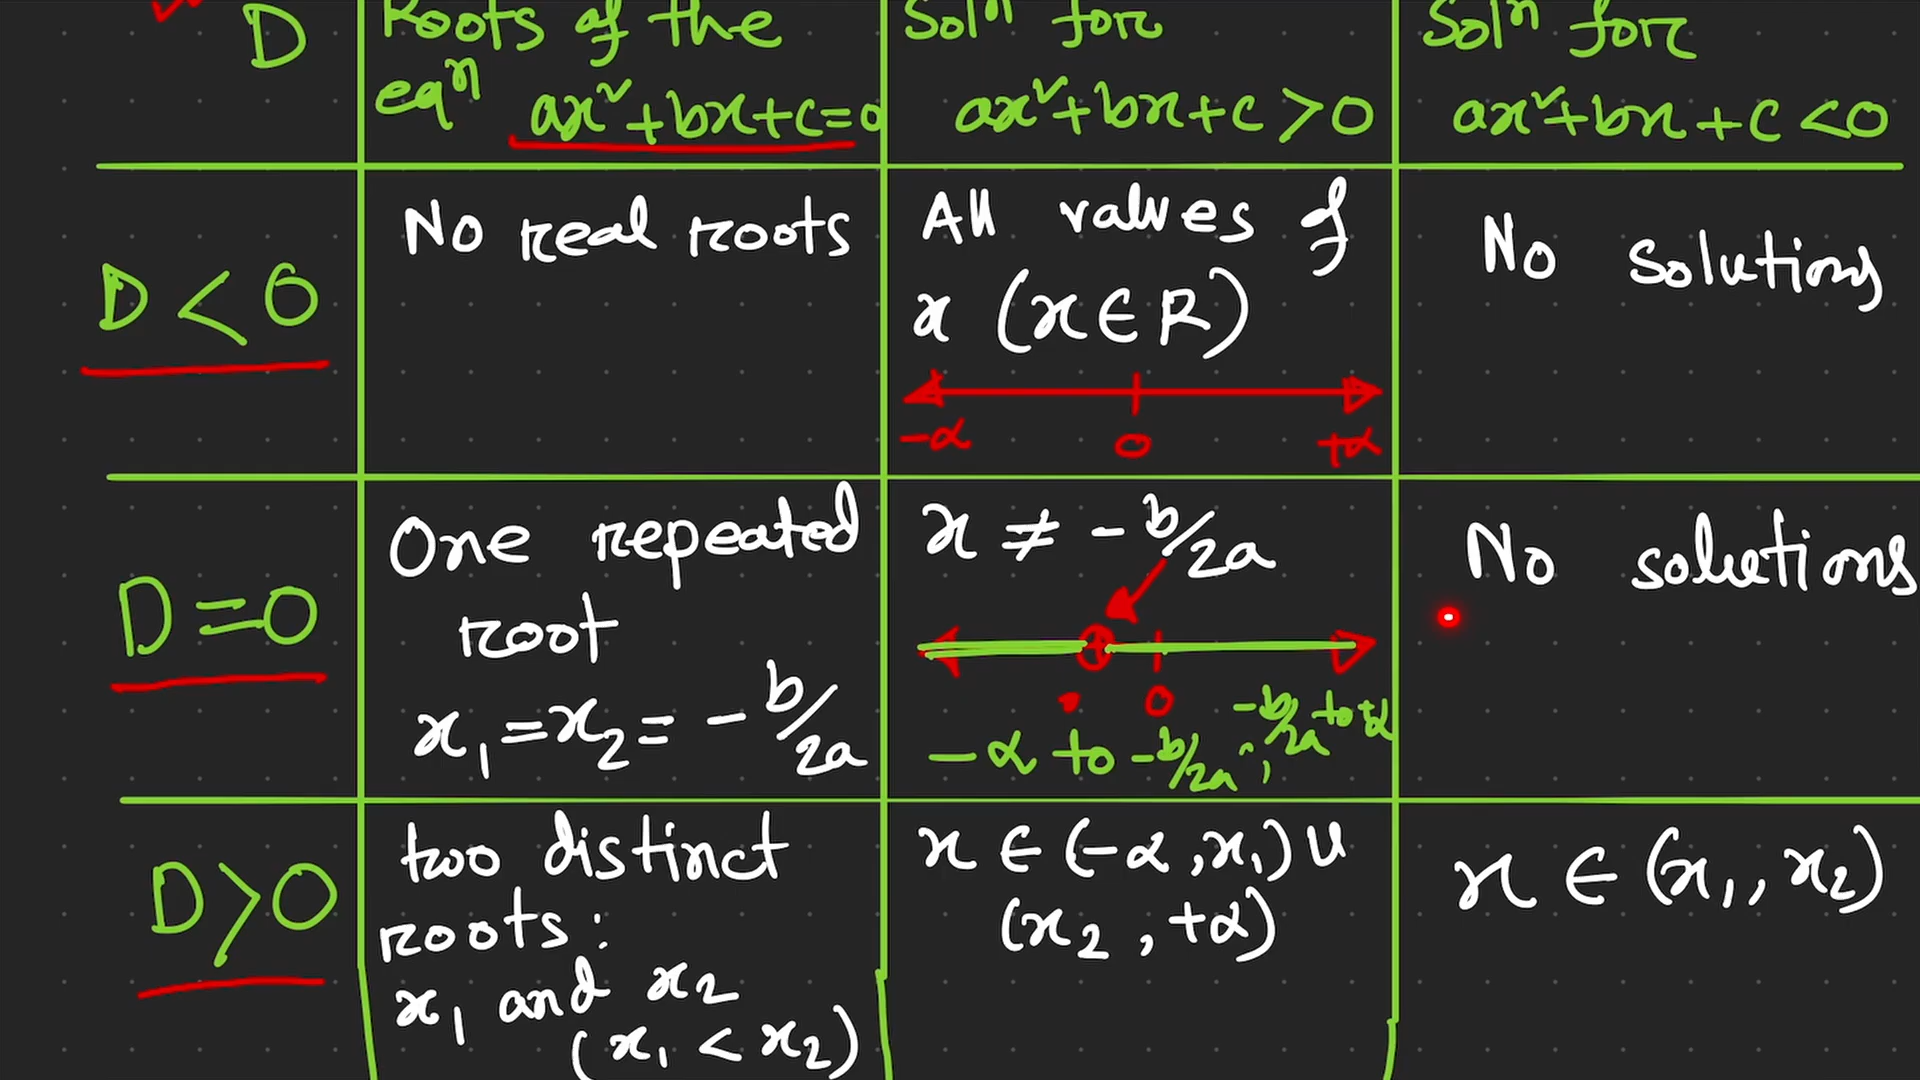 D
Roots of the
eqⁿ ax²+bx+c=0
Solⁿ for
ax²+bx+c>0
Solⁿ for
ax²+bx+c<0
D<0
No real roots
All values of
x (x∈R)
-α 0 +α
No solutions
D=0
One repeated
root
x₁=x₂=-b/2a
x≠-b/2a
0
-α to -b/2a; -b/2a to +α
No solutions
D>0
two distinct
roots:
x₁ and x₂
(x₁<x₂)
x∈(-α,x₁)∪
(x₂,+α)
x∈(x₁,x₂)